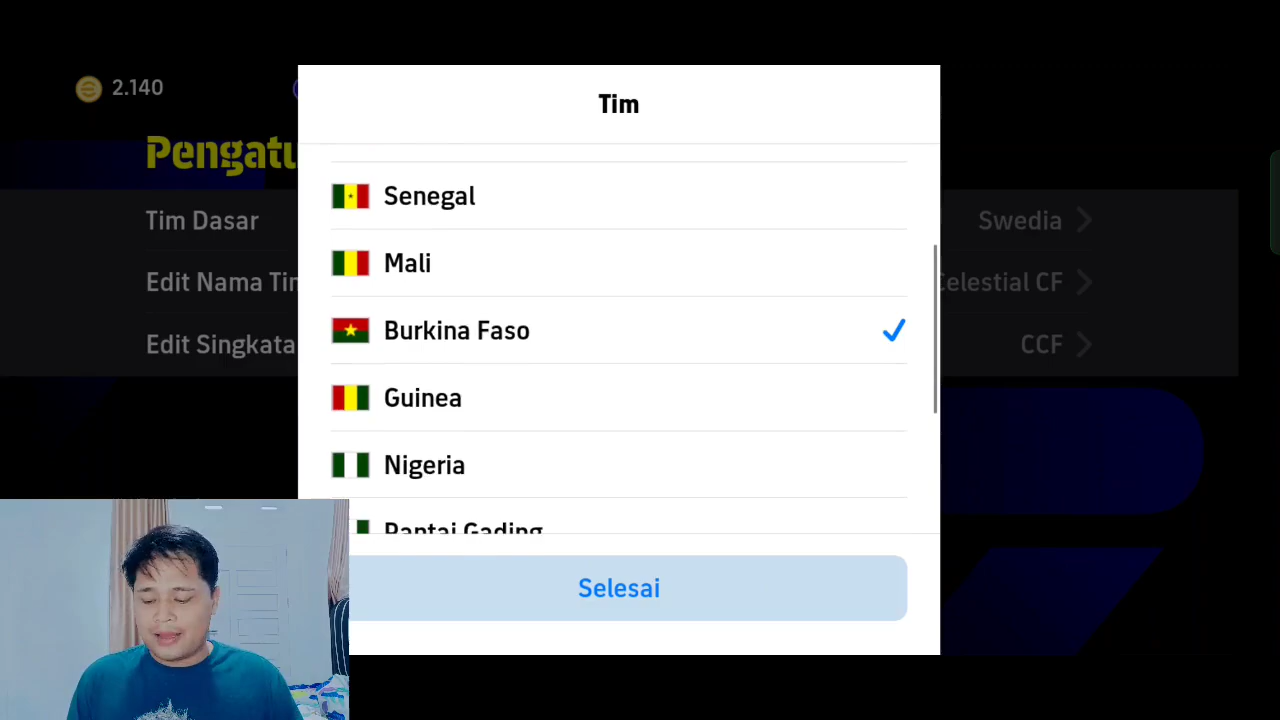 2.140
Tim
Pengatu
Tim Dasar
Swedia
Edit Nama Tim
Celestial CF
Edit Singkata
CCF
Senegal
Mali
Burkina Faso
Guinea
Nigeria
Pantai Gading
Selesai